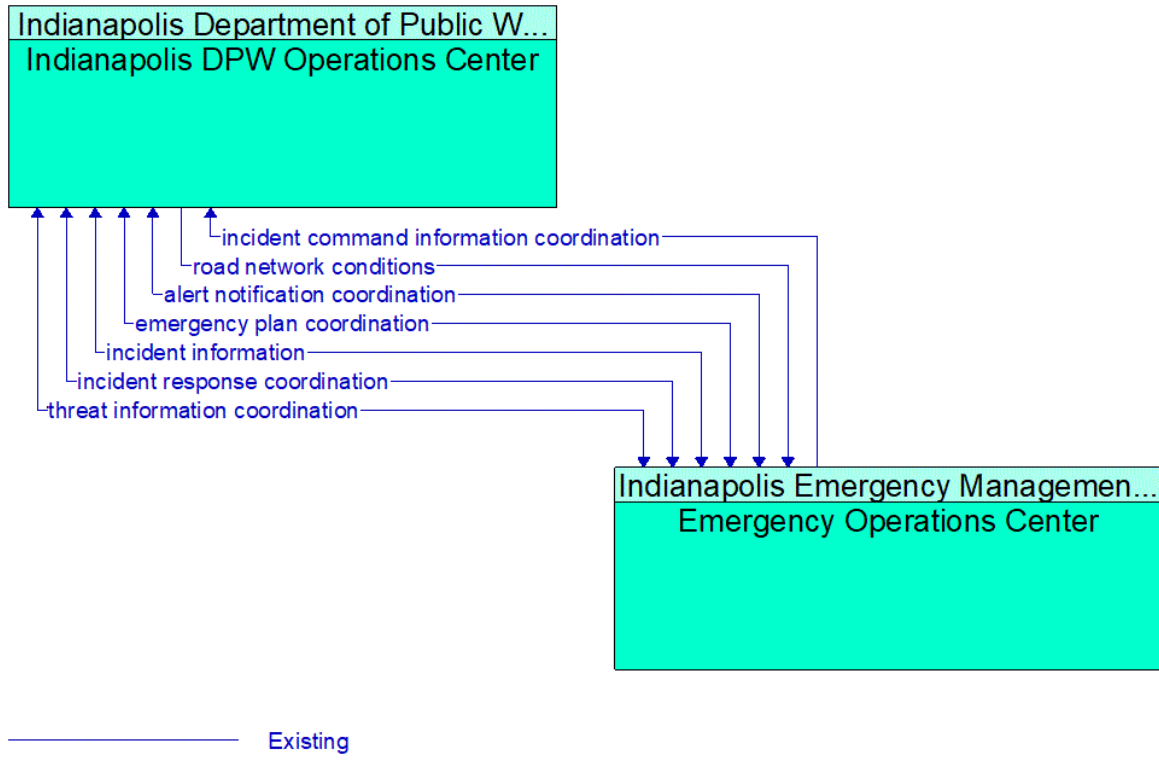 Indianapolis Department of Public W...
Indianapolis DPW Operations Center
incident command information coordination
road network conditions
alert notification coordination
emergency plan coordination
incident information
incident response coordination
threat information coordination
Indianapolis Emergency Managemen...
Emergency Operations Center
Existing